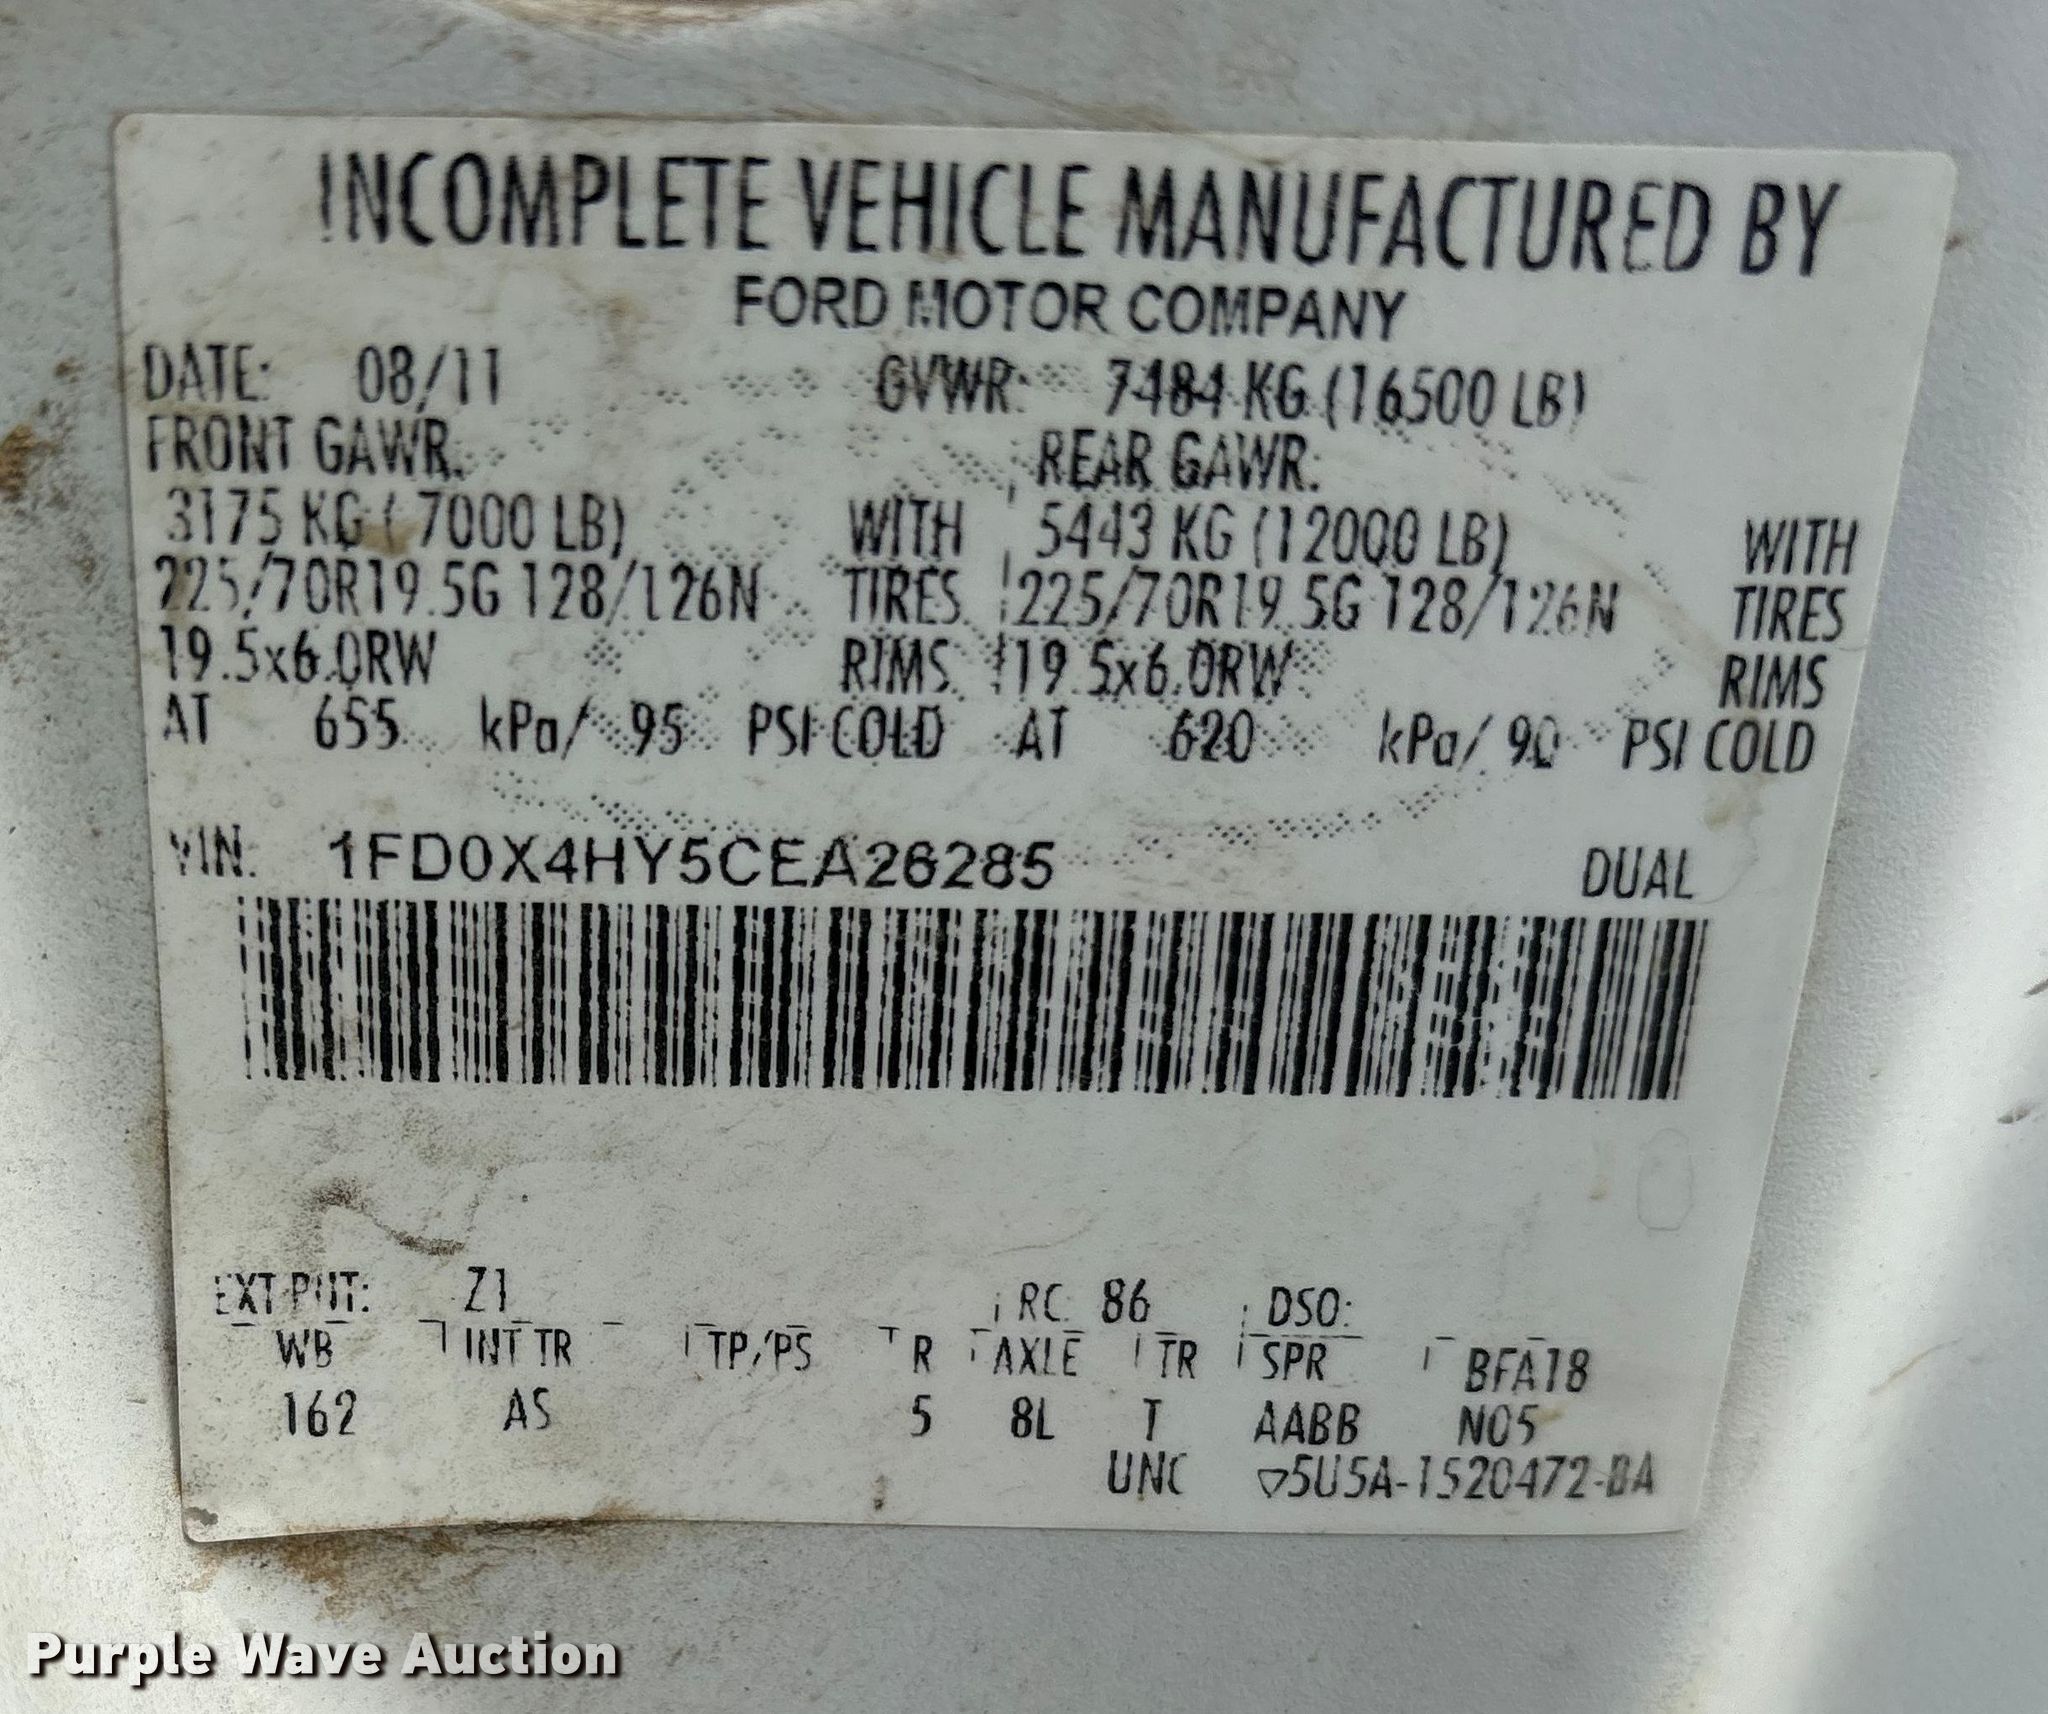 INCOMPLETE VEHICLE MANUFACTURED BY
FORD MOTOR COMPANY
DATE: 08/11 GVWR: 7484 KG (16500 LB)
FRONT GAWR: REAR GAWR:
3175 KG ( 7000 LB) WITH 5443 KG (12000 LB) WITH
225/70R19.5G 128/126N TIRES 225/70R19.5G 128/126N TIRES
19.5x6.0RW RIMS 19.5x6.0RW RIMS
AT 655 kPa/ 95 PSI COLD AT 620 kPa/ 90 PSI COLD
VIN: 1FD0X4HY5CEA26285 DUAL
EXT PNT: Z1 RC: 86 DSO:
WB INT TR TP/PS R AXLE TR SPR BFA18
162 AS 5 8L T AABB N05
UNC ▽5U5A-1520472-BA
Purple Wave Auction